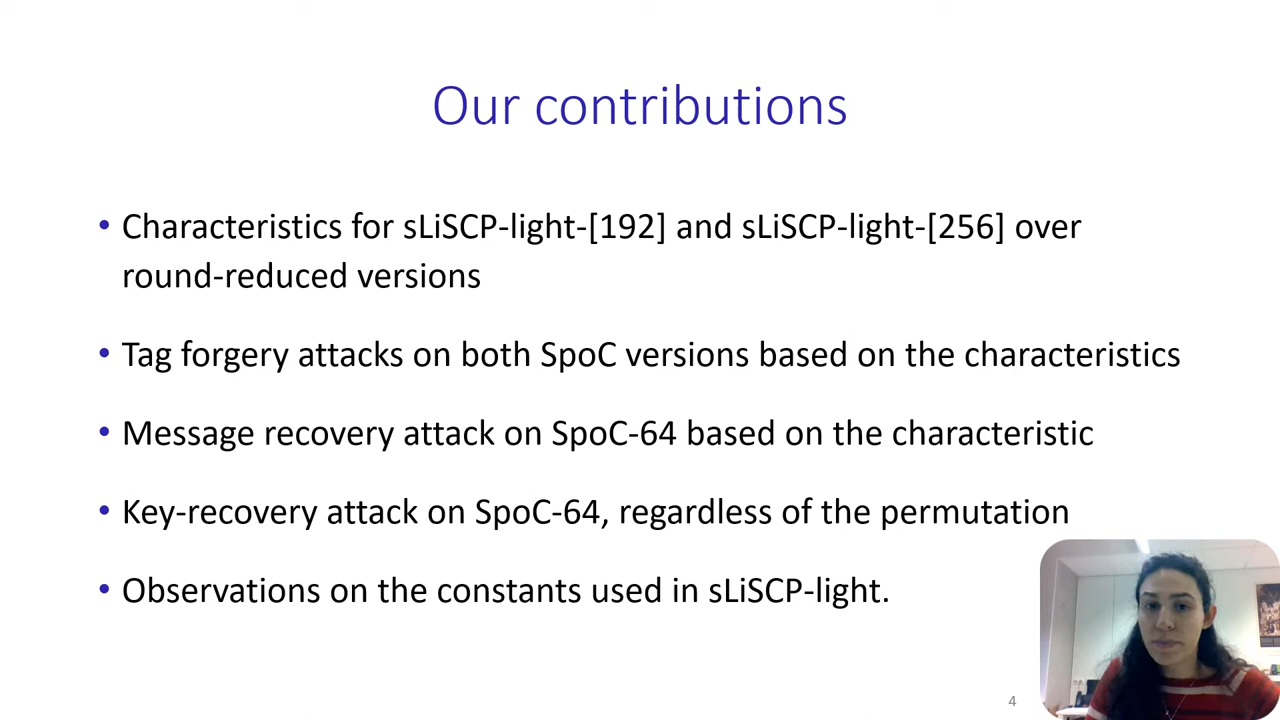 Our contributions
• Characteristics for sLiSCP-light-[192] and sLiSCP-light-[256] over
round-reduced versions
• Tag forgery attacks on both SpoC versions based on the characteristics
• Message recovery attack on SpoC-64 based on the characteristic
• Key-recovery attack on SpoC-64, regardless of the permutation
• Observations on the constants used in sLiSCP-light.
4